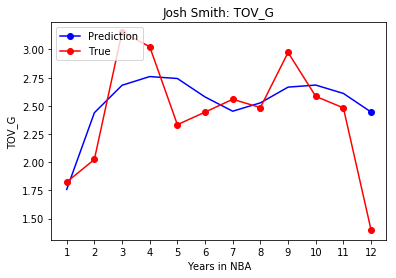 Josh Smith: TOV_G
Prediction
True
3.00
2.75
2.50
2.25
2.00
1.75
1.50
TOV_G
1 2 3 4 5 6 7 8 9 10 11 12
Years in NBA